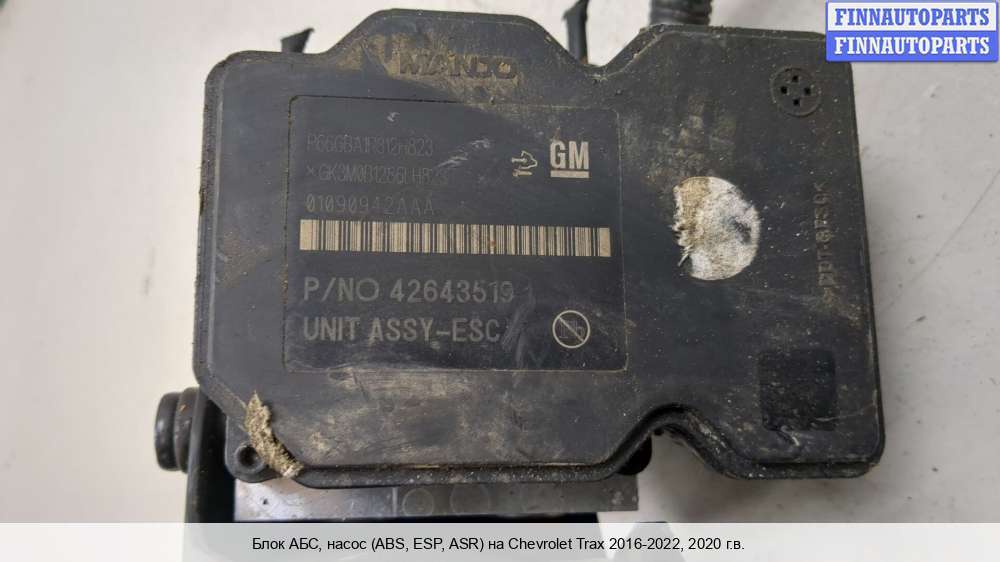 FINNAUTOPARTS
FINNAUTOPARTS
MANDO
GM
01090942AAA
P/NO 42643519
UNIT ASSY-ESC
Блок АБС, насос (ABS, ESP, ASR) на Chevrolet Trax 2016-2022, 2020 г.в.